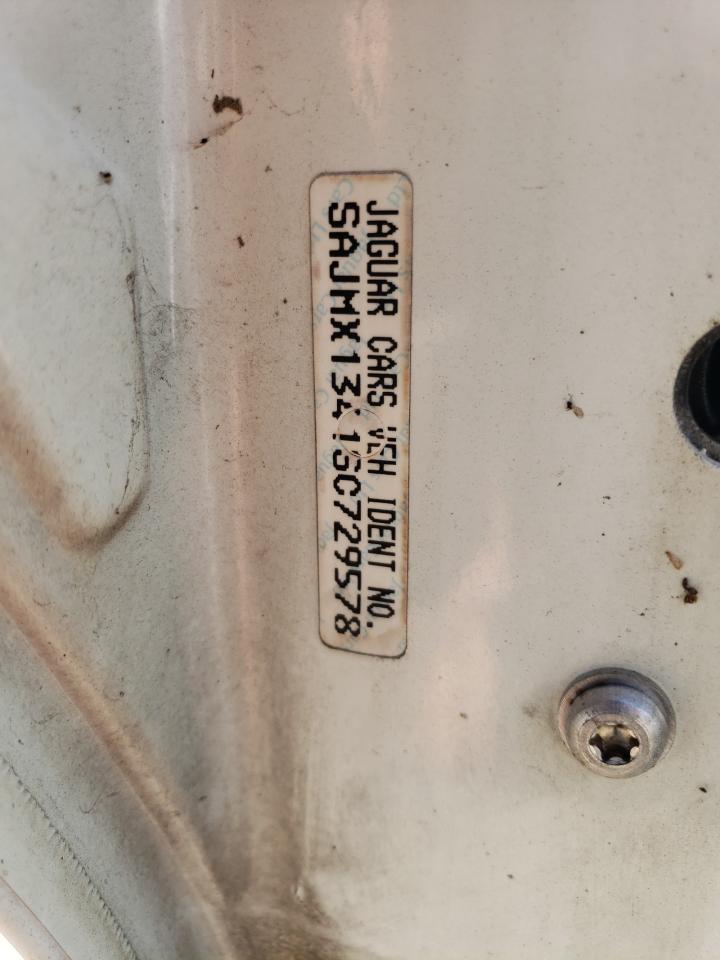 JAGUAR CARS VEH IDENT NO.
SAJMX1341SC729578